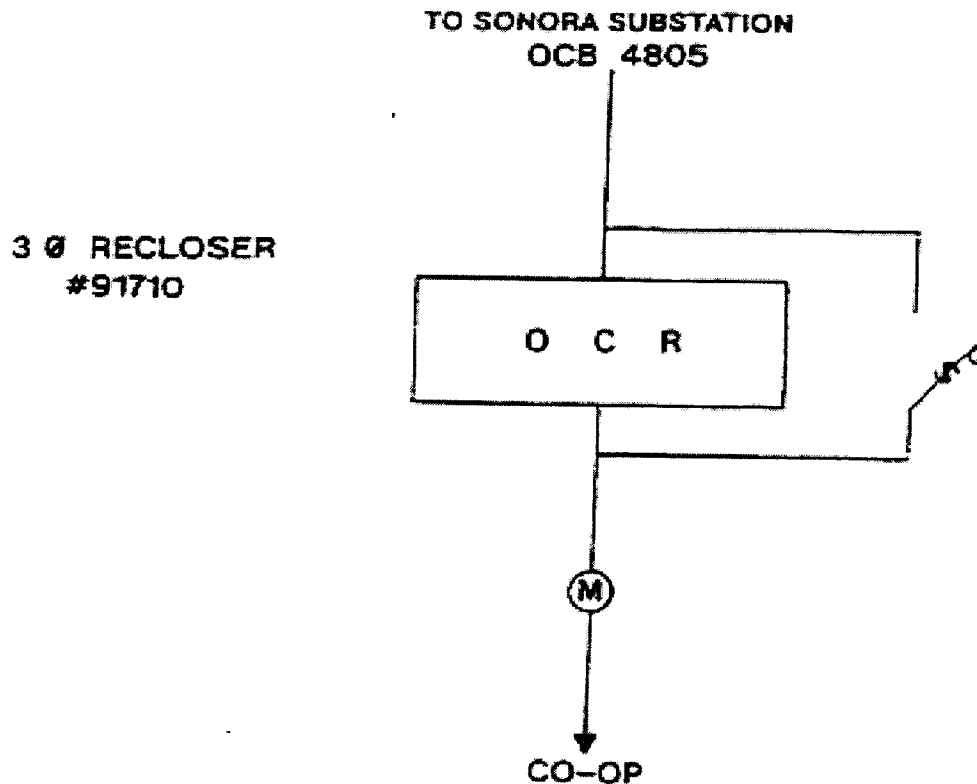 TO SONORA SUBSTATION
OCB 4805
3 Ø RECLOSER
#91710
O C R
M
CO-OP